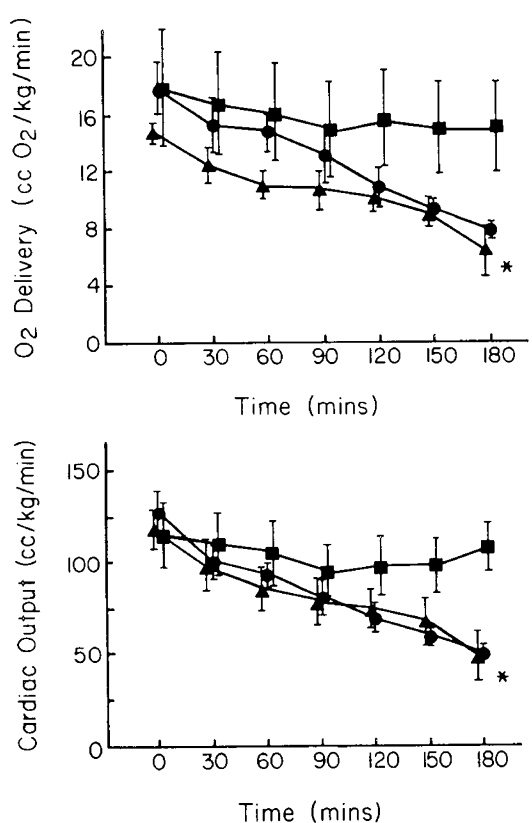 O2 Delivery (cc O2/kg/min)
20
16
12
8
4
0
*
0 30 60 90 120 150 180
Time (mins)
Cardiac Output (cc/kg/min)
150
100
50
0
*
0 30 60 90 120 150 180
Time (mins)